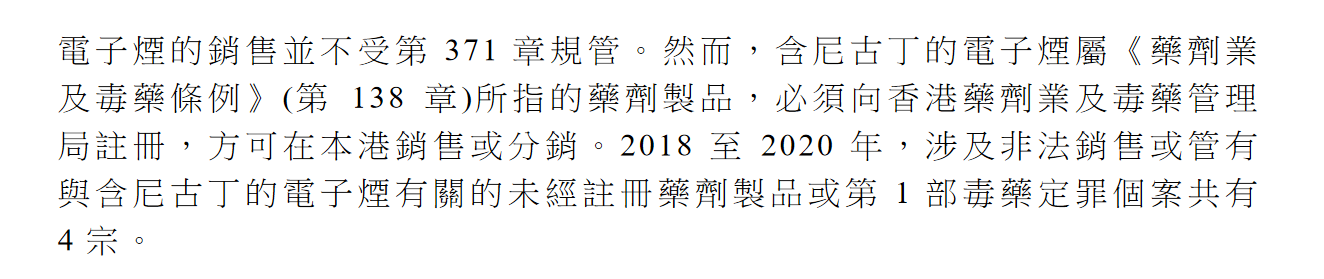 電子煙的銷售並不受第 371 章規管。然而，含尼古丁的電子煙屬《藥劑業
及毒藥條例》(第 138 章)所指的藥劑製品，必須向香港藥劑業及毒藥管理
局註冊，方可在本港銷售或分銷。2018 至 2020 年，涉及非法銷售或管有
與含尼古丁的電子煙有關的未經註冊藥劑製品或第 1 部毒藥定罪個案共有
4 宗。